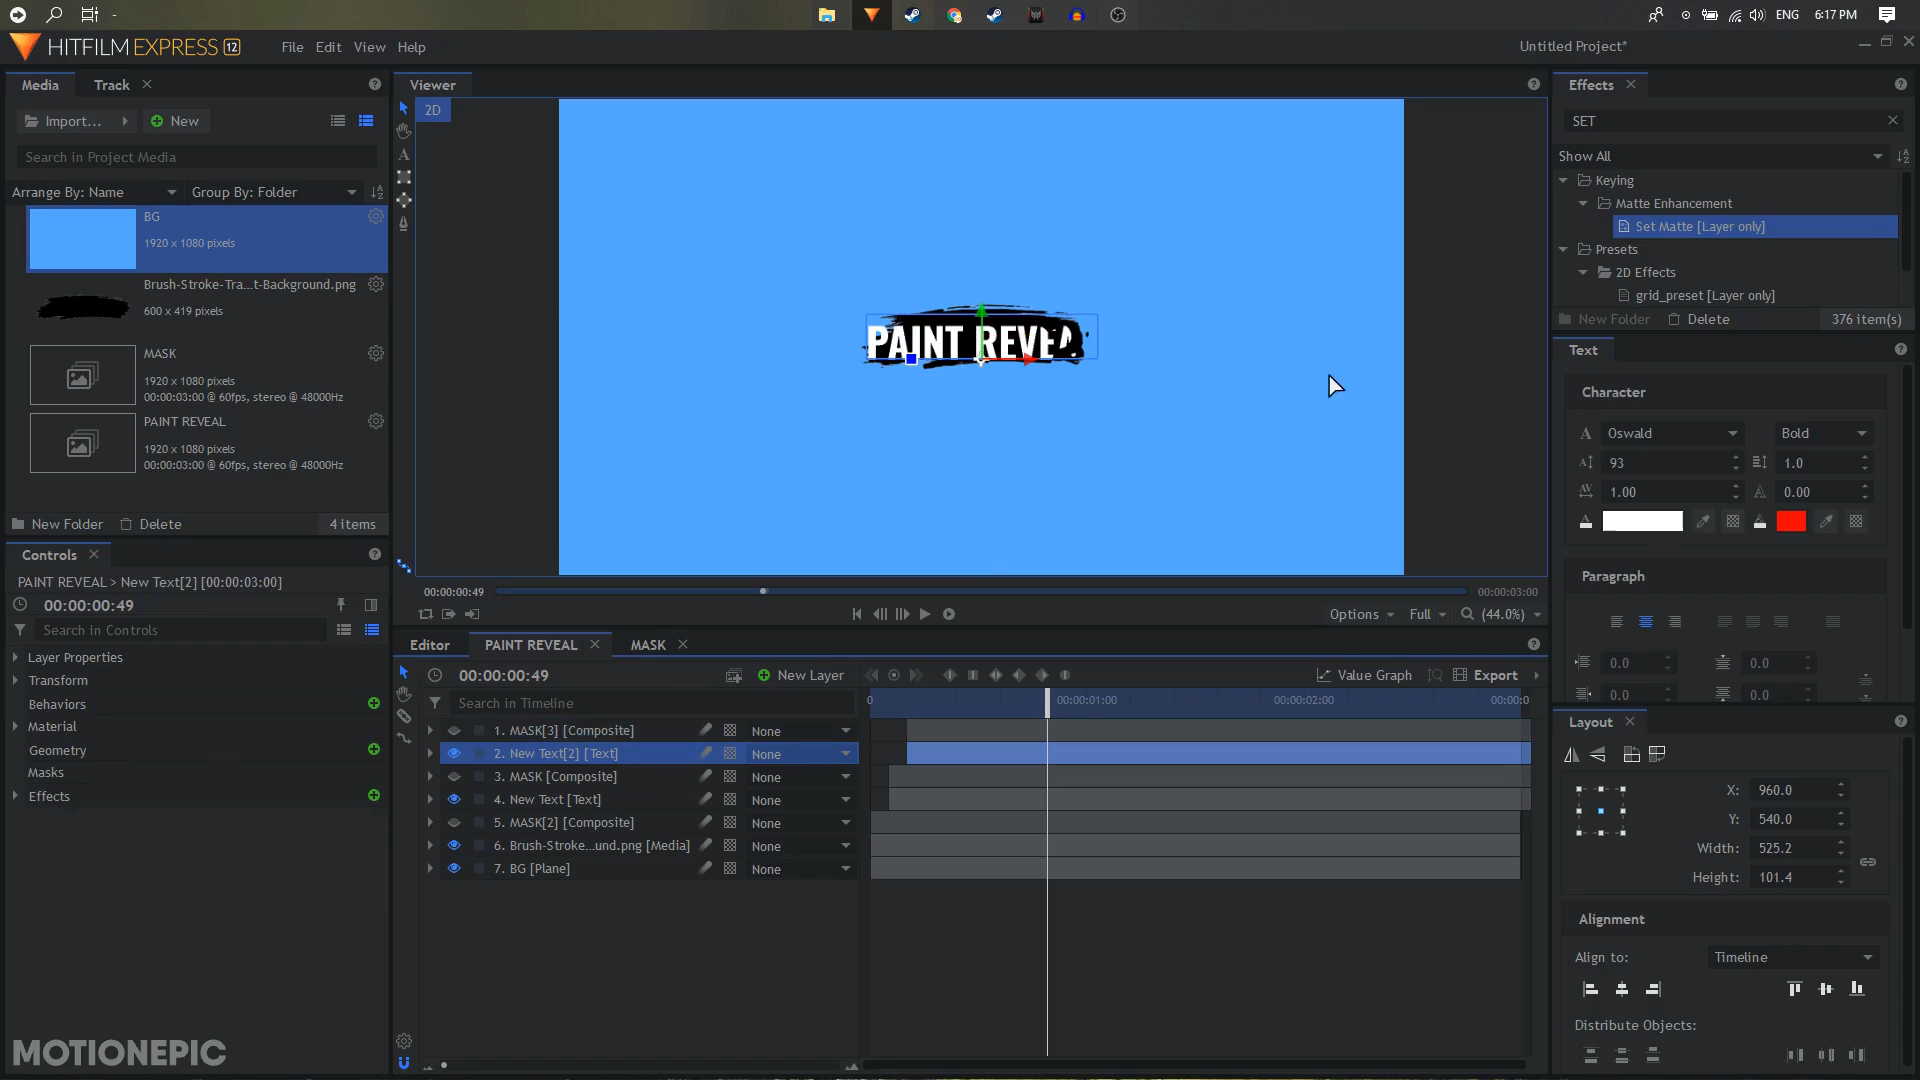 ENG
6:17 PM
HITFILM EXPRESS 12
File Edit View Help
Untitled Project*
Media
Track
Import...
New
Search in Project Media
Arrange By: Name
Group By: Folder
BG
1920 x 1080 pixels
Brush-Stroke-Tra...t-Background.png
600 x 419 pixels
MASK
1920 x 1080 pixels
00:00:03:00 @ 60fps, stereo @ 48000Hz
PAINT REVEAL
1920 x 1080 pixels
00:00:03:00 @ 60fps, stereo @ 48000Hz
New Folder
Delete
4 items
Controls
PAINT REVEAL > New Text[2] [00:00:03:00]
00:00:00:49
Search in Controls
Layer Properties
Transform
Behaviors
Material
Geometry
Masks
Effects
MOTIONEPIC
Viewer
2D
PAINT REVEA
00:00:00:49
00:00:03:00
Options
Full
(44.0%)
Editor
PAINT REVEAL
MASK
00:00:00:49
New Layer
Value Graph
Export
Search in Timeline
0
00:00:01:00
00:00:02:00
00:00:0
1. MASK[3] [Composite]
None
2. New Text[2] [Text]
None
3. MASK [Composite]
None
4. New Text [Text]
None
5. MASK[2] [Composite]
None
6. Brush-Stroke...und.png [Media]
None
7. BG [Plane]
None
Effects
SET
Show All
Keying
Matte Enhancement
Set Matte [Layer only]
Presets
2D Effects
grid_preset [Layer only]
New Folder
Delete
376 item(s)
Text
Character
Oswald
Bold
93
1.0
1.00
0.00
Paragraph
0.0
0.0
0.0
0.0
Layout
X: 960.0
Y: 540.0
Width: 525.2
Height: 101.4
Alignment
Align to:
Timeline
Distribute Objects: